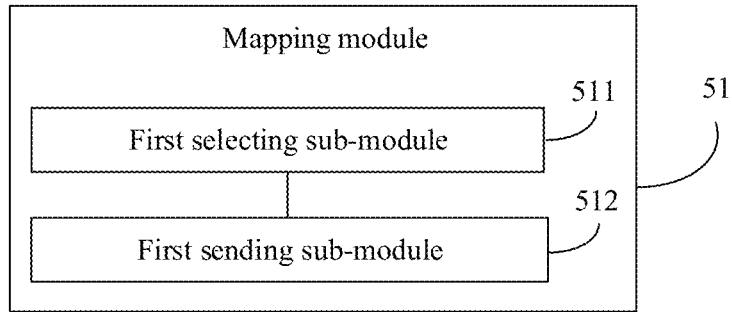 Mapping module
511
51
First selecting sub-module
512
First sending sub-module